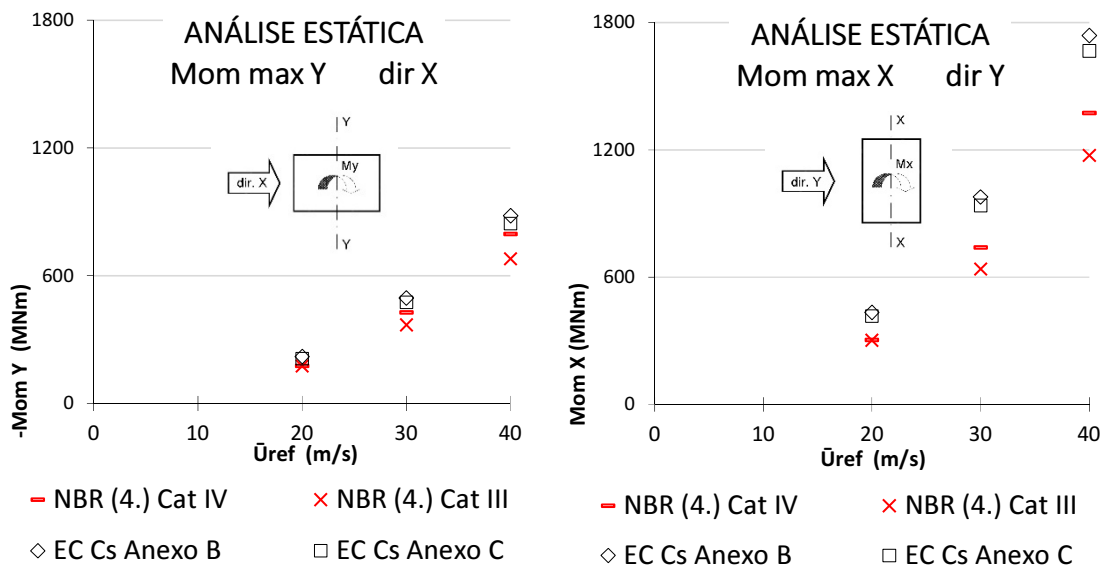 ANÁLISE ESTÁTICA
Mom max Y dir X
1800
1200
600
0
-Mom Y (MNm)
Y
My
dir. X
Y
0 10 20 30 40
Ūref (m/s)
NBR (4.) Cat IV NBR (4.) Cat III
EC Cs Anexo B EC Cs Anexo C
ANÁLISE ESTÁTICA
Mom max X dir Y
1800
1200
600
0
Mom X (MNm)
X
Mx
dir. Y
X
0 10 20 30 40
Ūref (m/s)
NBR (4.) Cat IV NBR (4.) Cat III
EC Cs Anexo B EC Cs Anexo C